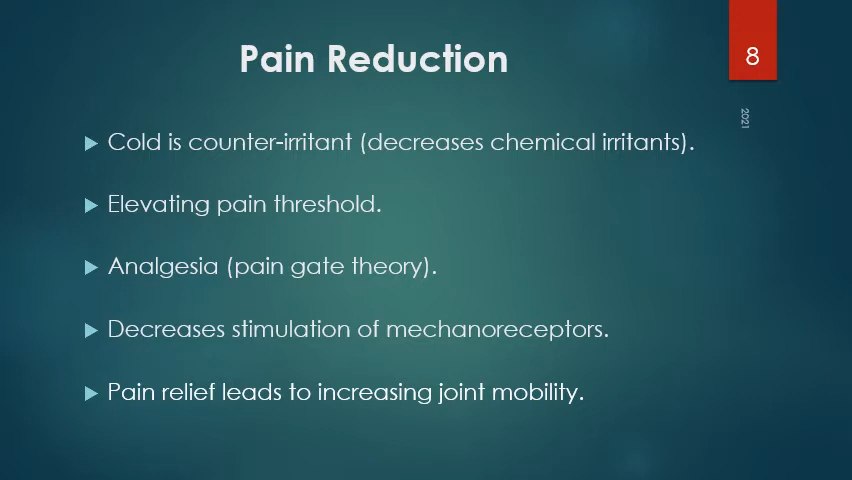 Pain Reduction
8
2021
Cold is counter-irritant (decreases chemical irritants).
Elevating pain threshold.
Analgesia (pain gate theory).
Decreases stimulation of mechanoreceptors.
Pain relief leads to increasing joint mobility.